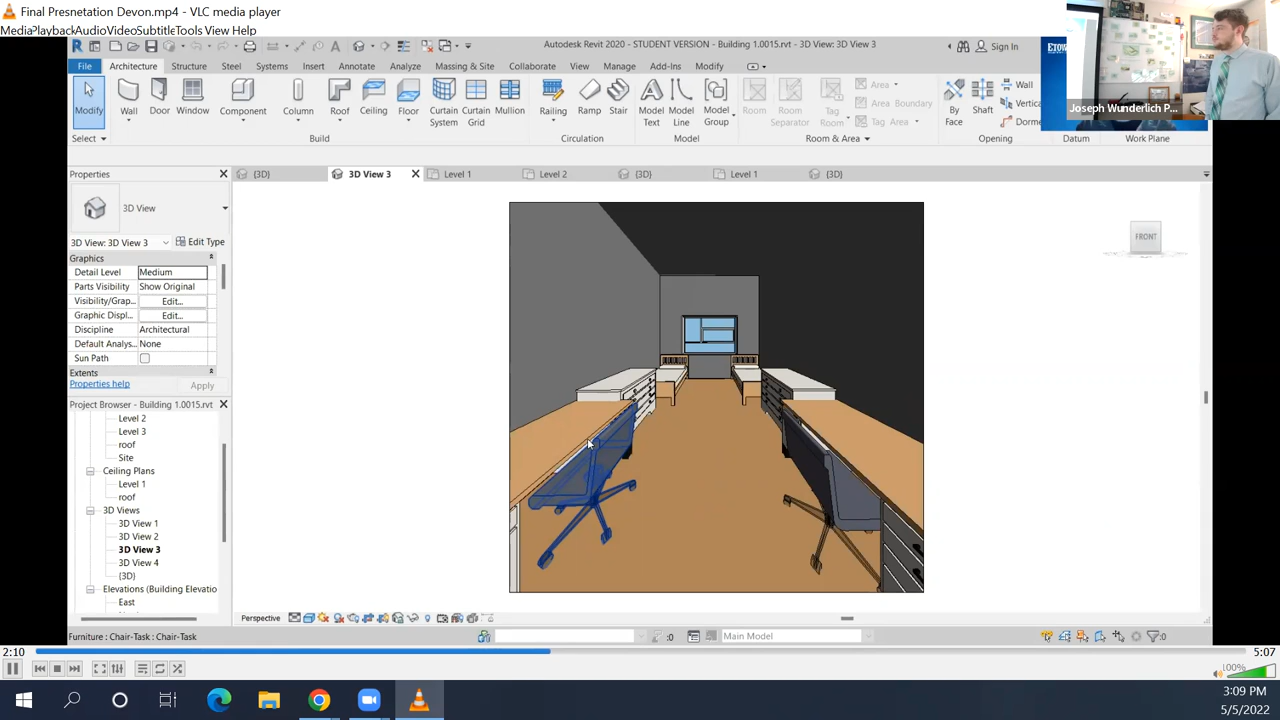 Final Presnetation Devon.mp4 - VLC media player
Media Playback Audio Video Subtitle Tools View Help
Autodesk Revit 2020 - STUDENT VERSION - Building 1.0015.rvt - 3D View: 3D View 3
Sign In
File Architecture Structure Steel Systems Insert Annotate Analyze Massing & Site Collaborate View Manage Add-Ins Modify
Modify Wall Door Window Component Column Roof Ceiling Floor Curtain System Curtain Grid Mullion Railing Ramp Stair Model Text Model Line Model Group Room Room Separator Tag Room Area Area Boundary Tag Area By Face Shaft Wall
Joseph Wunderlich P...
Select Build Circulation Model Room & Area Opening Datum Work Plane
Properties {3D} 3D View 3 Level 1 Level 2 {3D} Level 1 {3D}
3D View
FRONT
3D View: 3D View 3 Edit Type
Graphics
Detail Level Medium
Parts Visibility Show Original
Visibility/Grap... Edit...
Graphic Displ... Edit...
Discipline Architectural
Default Analys... None
Sun Path
Extents
Properties help Apply
Project Browser - Building 1.0015.rvt
Level 2
Level 3
roof
Site
Ceiling Plans
Level 1
roof
3D Views
3D View 1
3D View 2
3D View 3
3D View 4
{3D}
Elevations (Building Elevatio
East
Perspective
Furniture : Chair-Task : Chair-Task :0 Main Model :0
2:10 5:07
100%
3:09 PM
5/5/2022